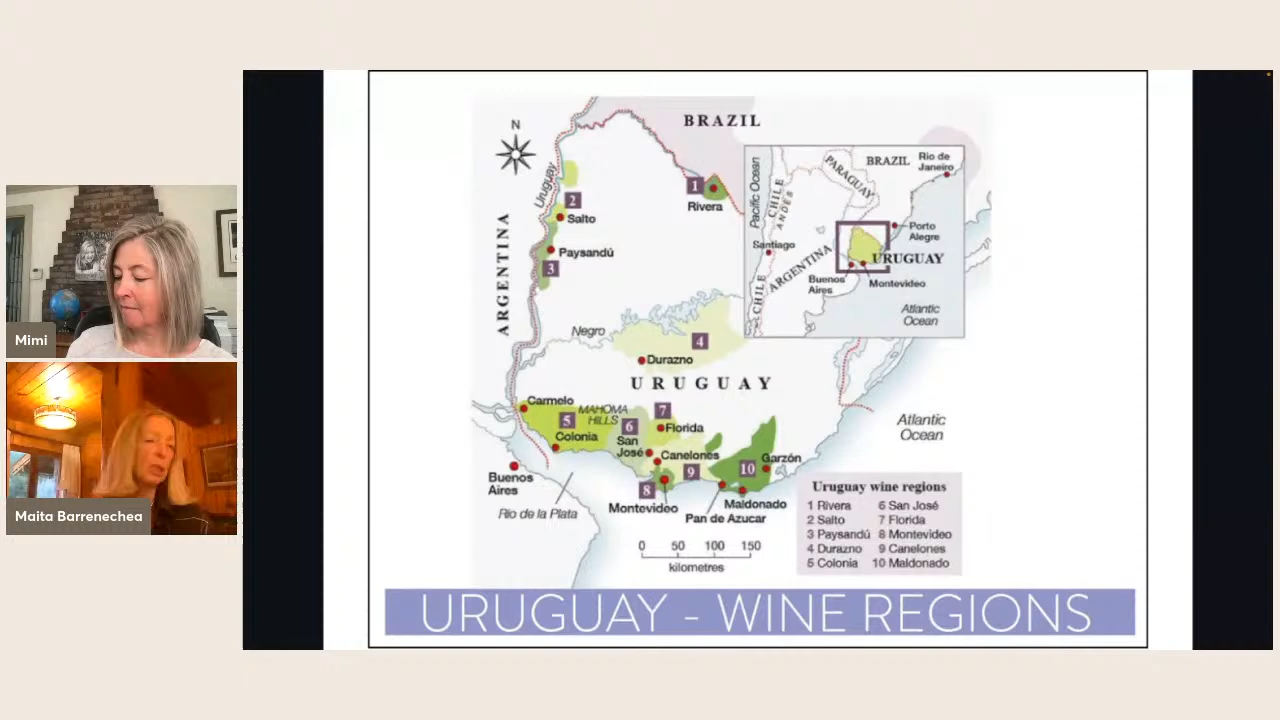 Mimi
Maita Barrenechea
N
BRAZIL
ARGENTINA
Uruguay
1
Rivera
2
Salto
Paysandú
3
Negro
4
Durazno
URUGUAY
Carmelo
MAHOMA
HILLS
5
6
7
Florida
Colonia
San
José
Canelones
9
10
Garzón
8
Montevideo
Maldonado
Pan de Azucar
Buenos
Aires
Rio de la Plata
Atlantic
Ocean
0 50 100 150
kilometres
Pacific Ocean
CHILE
ANDES
PARAGUAY
BRAZIL
Rio de
Janeiro
Santiago
ARGENTINA
Porto
Alegre
URUGUAY
Buenos
Aires
Montevideo
CHILE
Atlantic
Ocean
Uruguay wine regions
1 Rivera 6 San José
2 Salto 7 Florida
3 Paysandú 8 Montevideo
4 Durazno 9 Canelones
5 Colonia 10 Maldonado
URUGUAY - WINE REGIONS